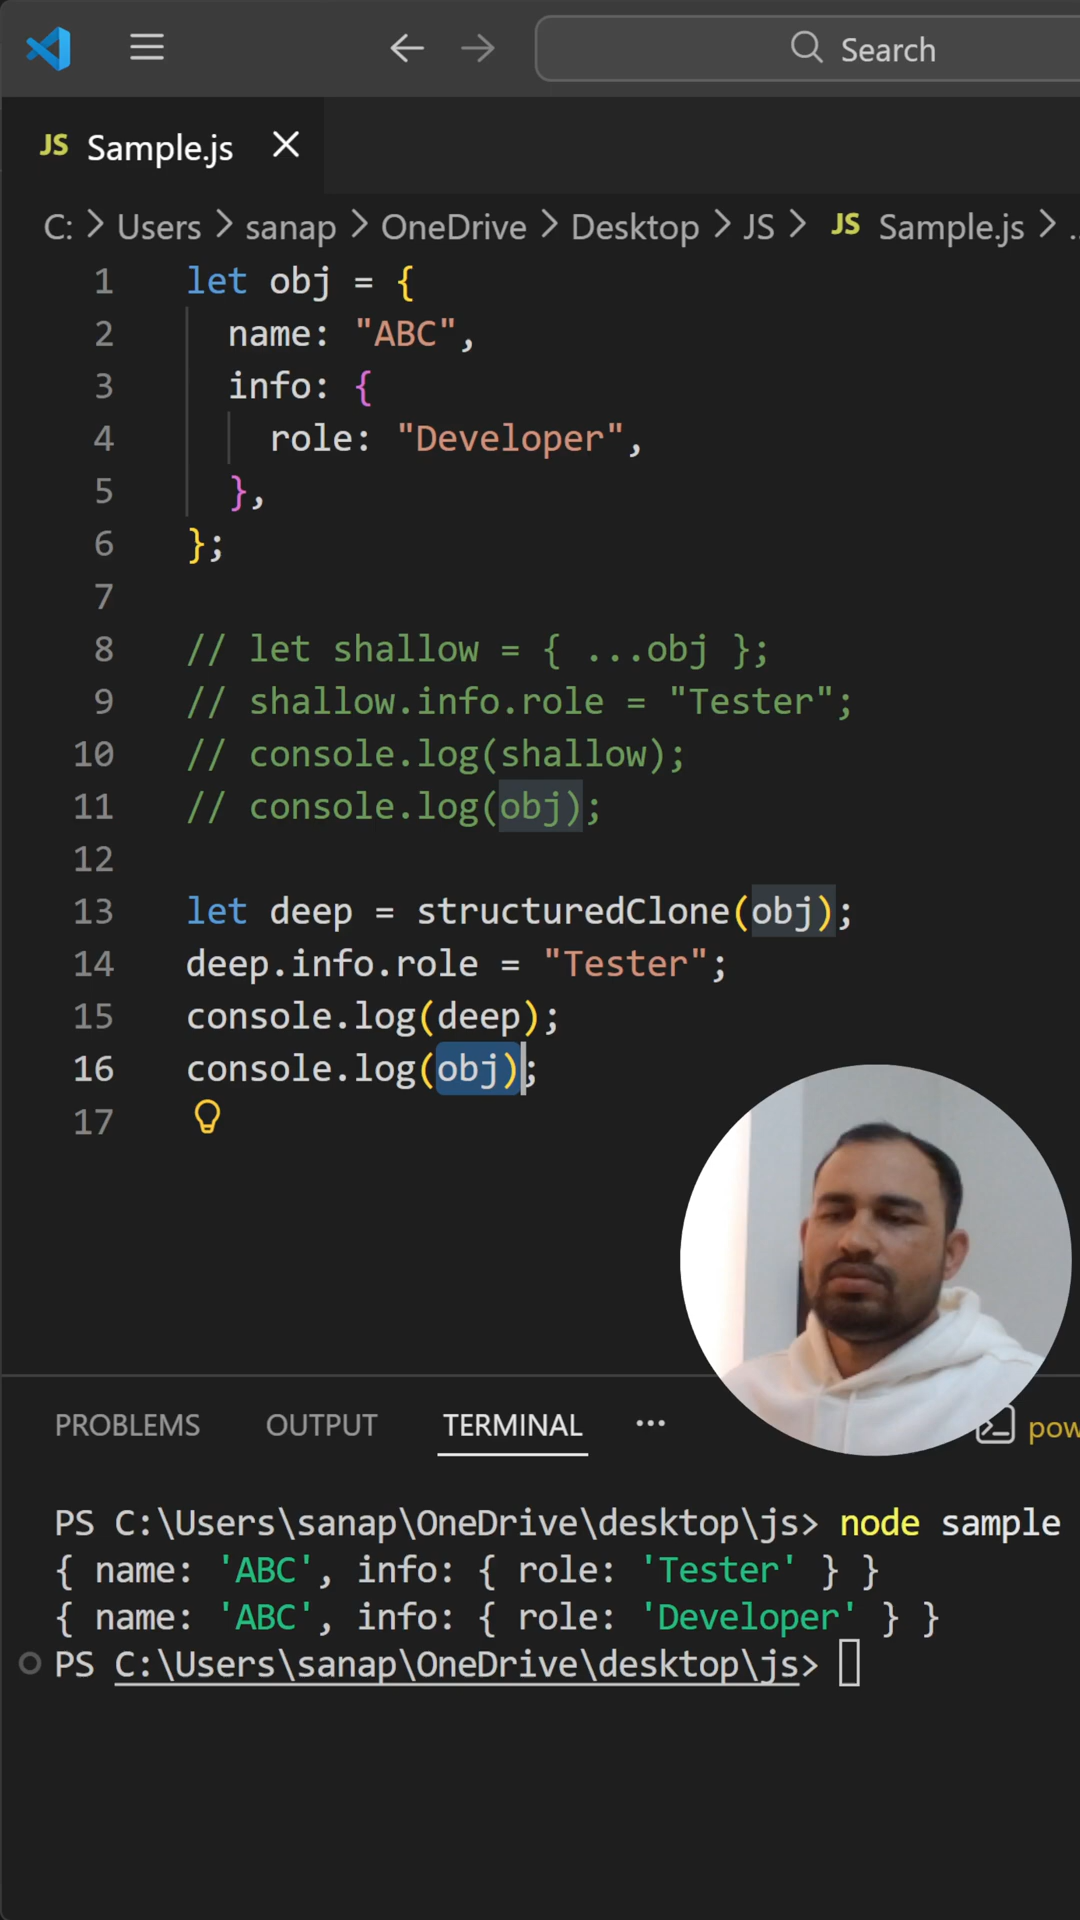 Search
JS Sample.js
C: > Users > sanap > OneDrive > Desktop > JS > JS Sample.js > ..
1 let obj = {
2   name: "ABC",
3   info: {
4     role: "Developer",
5   },
6 };
7
8 // let shallow = { ...obj };
9 // shallow.info.role = "Tester";
10 // console.log(shallow);
11 // console.log(obj);
12
13 let deep = structuredClone(obj);
14 deep.info.role = "Tester";
15 console.log(deep);
16 console.log(obj);
17
PROBLEMS OUTPUT TERMINAL ... pow
PS C:\Users\sanap\OneDrive\desktop\js> node sample
{ name: 'ABC', info: { role: 'Tester' } }
{ name: 'ABC', info: { role: 'Developer' } }
PS C:\Users\sanap\OneDrive\desktop\js>